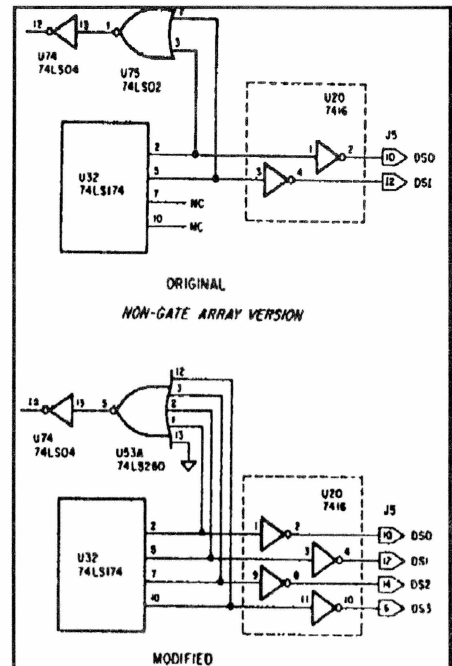 12 13 1 2
U74 3
74LS04 U75
74LS02
U20
7416
J5
2 1 2 10 DS0
U32
74LS174
5 3 4 12 DS1
7 NC
10 NC
ORIGINAL
NON-GATE ARRAY VERSION
12
3
13 5 2
1
U74 13
74LS04 U53A
74LS260
U20
7416
J5
2 1 2 10 DS0
U32
74LS174
5 3 4 12 DS1
7 9 8 14 DS2
10 11 10 6 DS3
MODIFIED